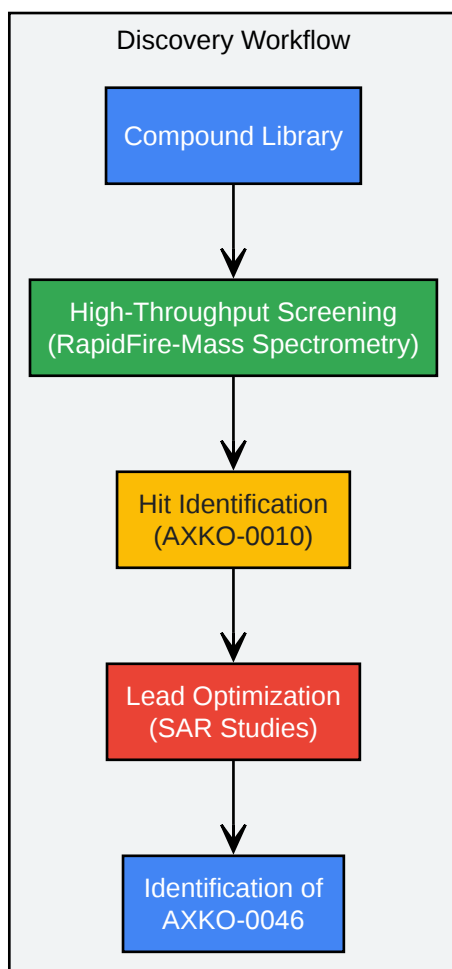 Discovery Workflow
Compound Library
High-Throughput Screening
(RapidFire-Mass Spectrometry)
Hit Identification
(AXKO-0010)
Lead Optimization
(SAR Studies)
Identification of
AXKO-0046